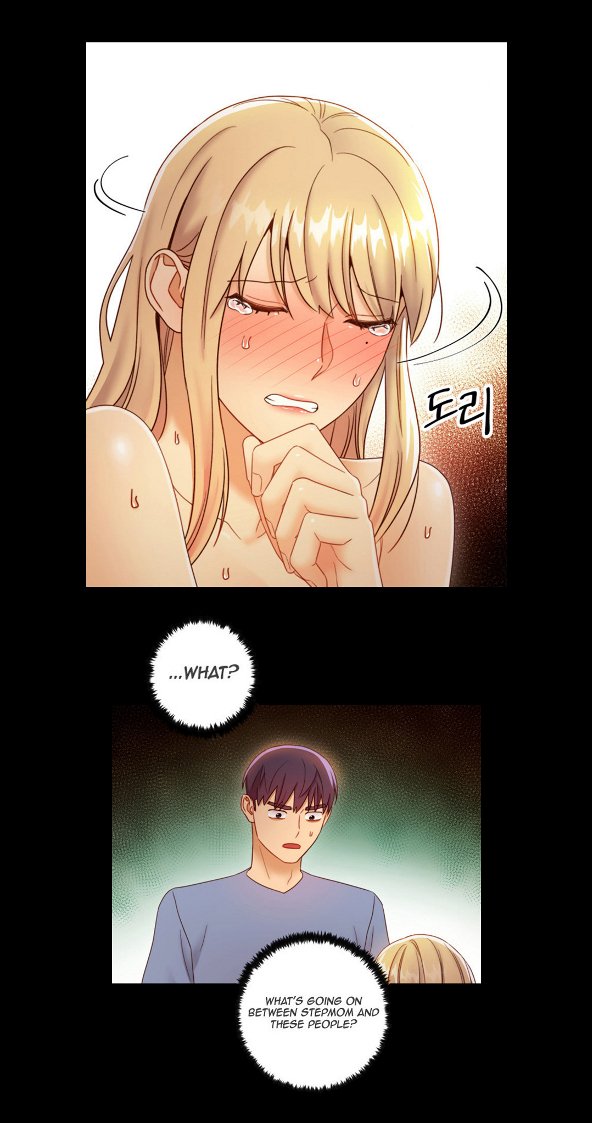 도리
...WHAT?
WHAT'S GOING ON
BETWEEN STEPMOM AND
THESE PEOPLE?